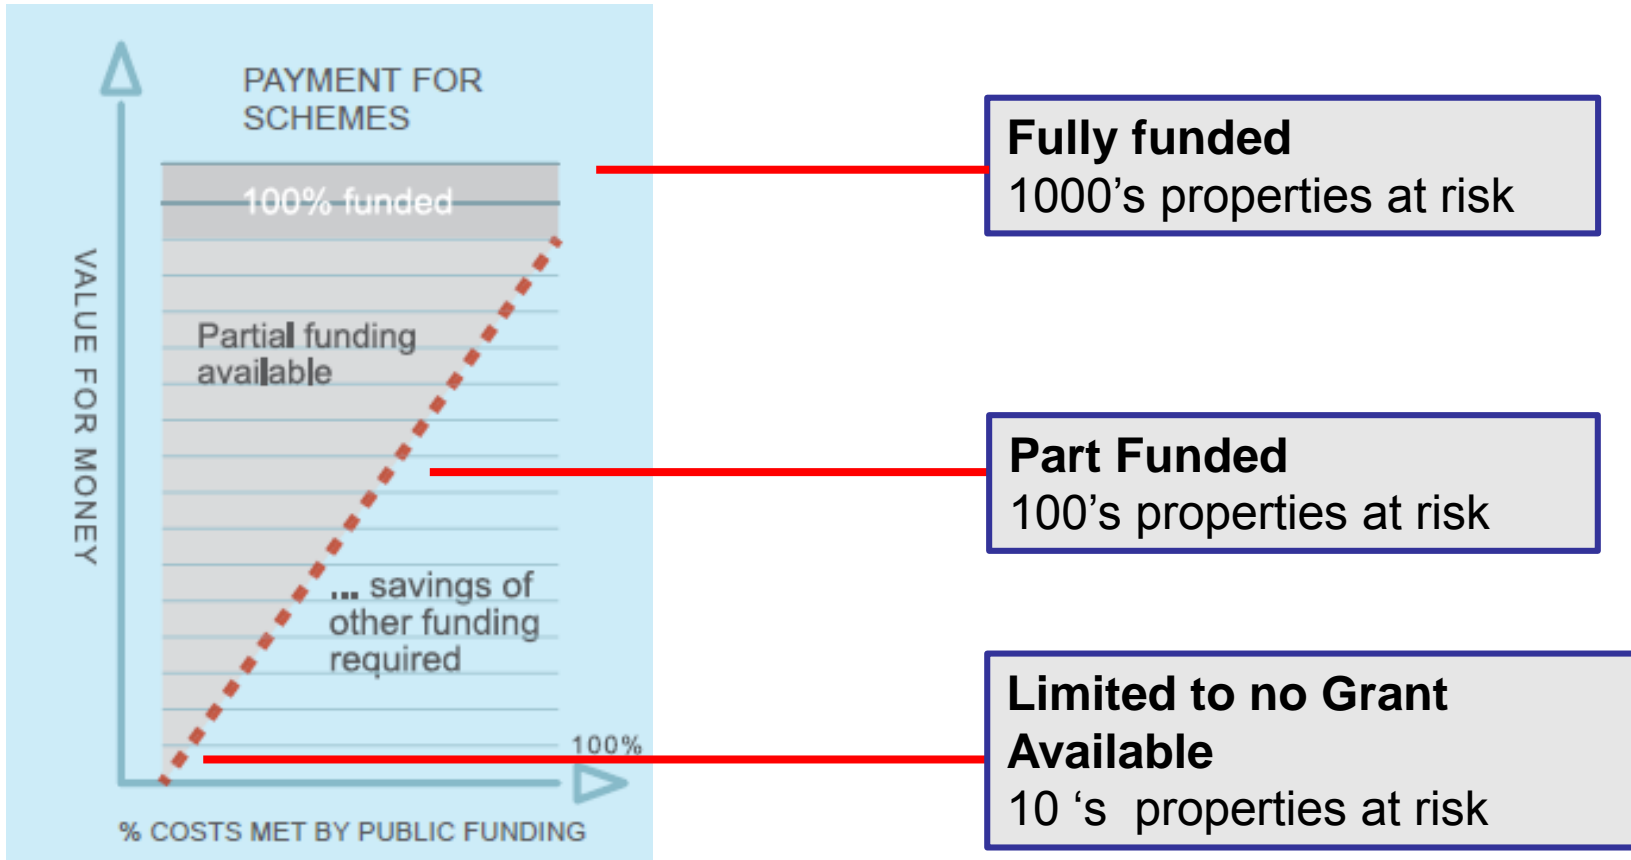 PAYMENT FOR
SCHEMES
100% funded
Partial funding
available
... savings of
other funding
required
VALUE FOR MONEY
100%
% COSTS MET BY PUBLIC FUNDING
Fully funded
1000’s properties at risk
Part Funded
100’s properties at risk
Limited to no Grant
Available
10 ‘s properties at risk